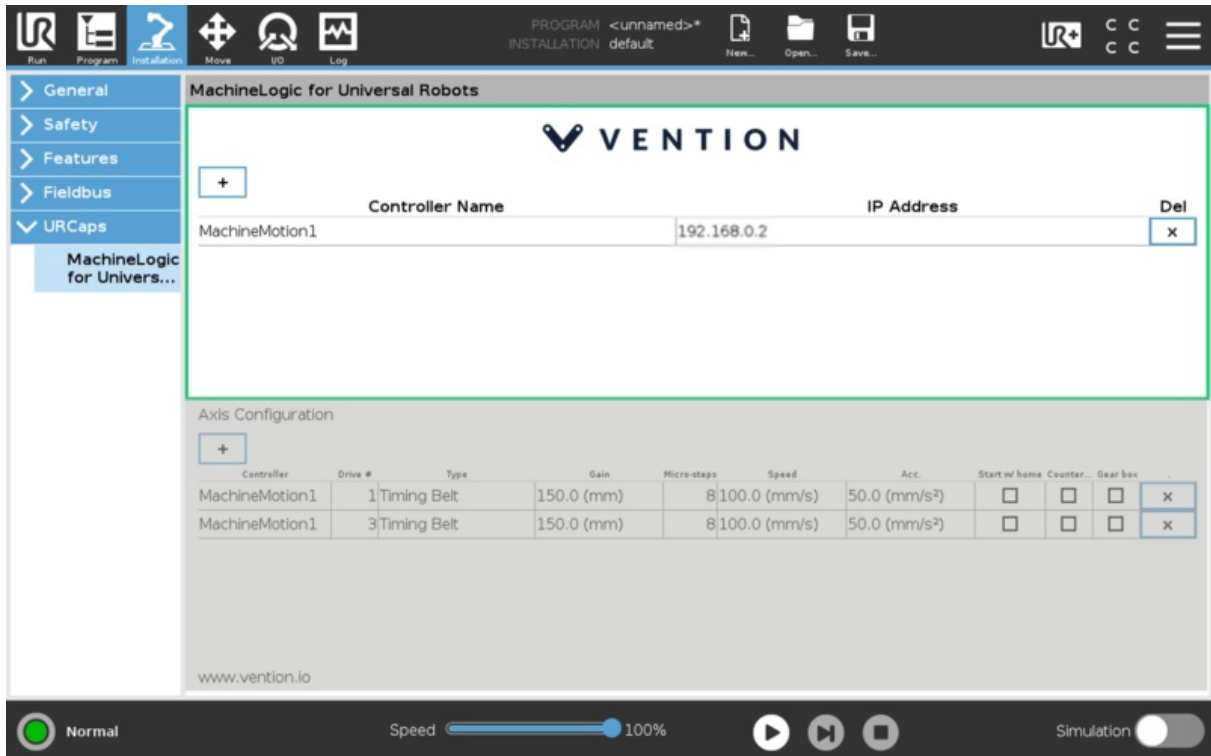 PROGRAM <unnamed>*
INSTALLATION default
New... Open... Save...
UR+
C C
C C
UR
Run Program Installation Move I/O Log
General
Safety
Features
Fieldbus
URCaps
MachineLogic
for Univers...
MachineLogic for Universal Robots
VENTION
+
Controller Name IP Address Del
MachineMotion1 192.168.0.2 x
Axis Configuration
+
Controller Drive # Type Gain Micro-steps Speed Acc. Start w/ home Counter... Gear box .
MachineMotion1 1 Timing Belt 150.0 (mm) 8 100.0 (mm/s) 50.0 (mm/s²) x
MachineMotion1 3 Timing Belt 150.0 (mm) 8 100.0 (mm/s) 50.0 (mm/s²) x
www.vention.io
Normal Speed 100% Simulation